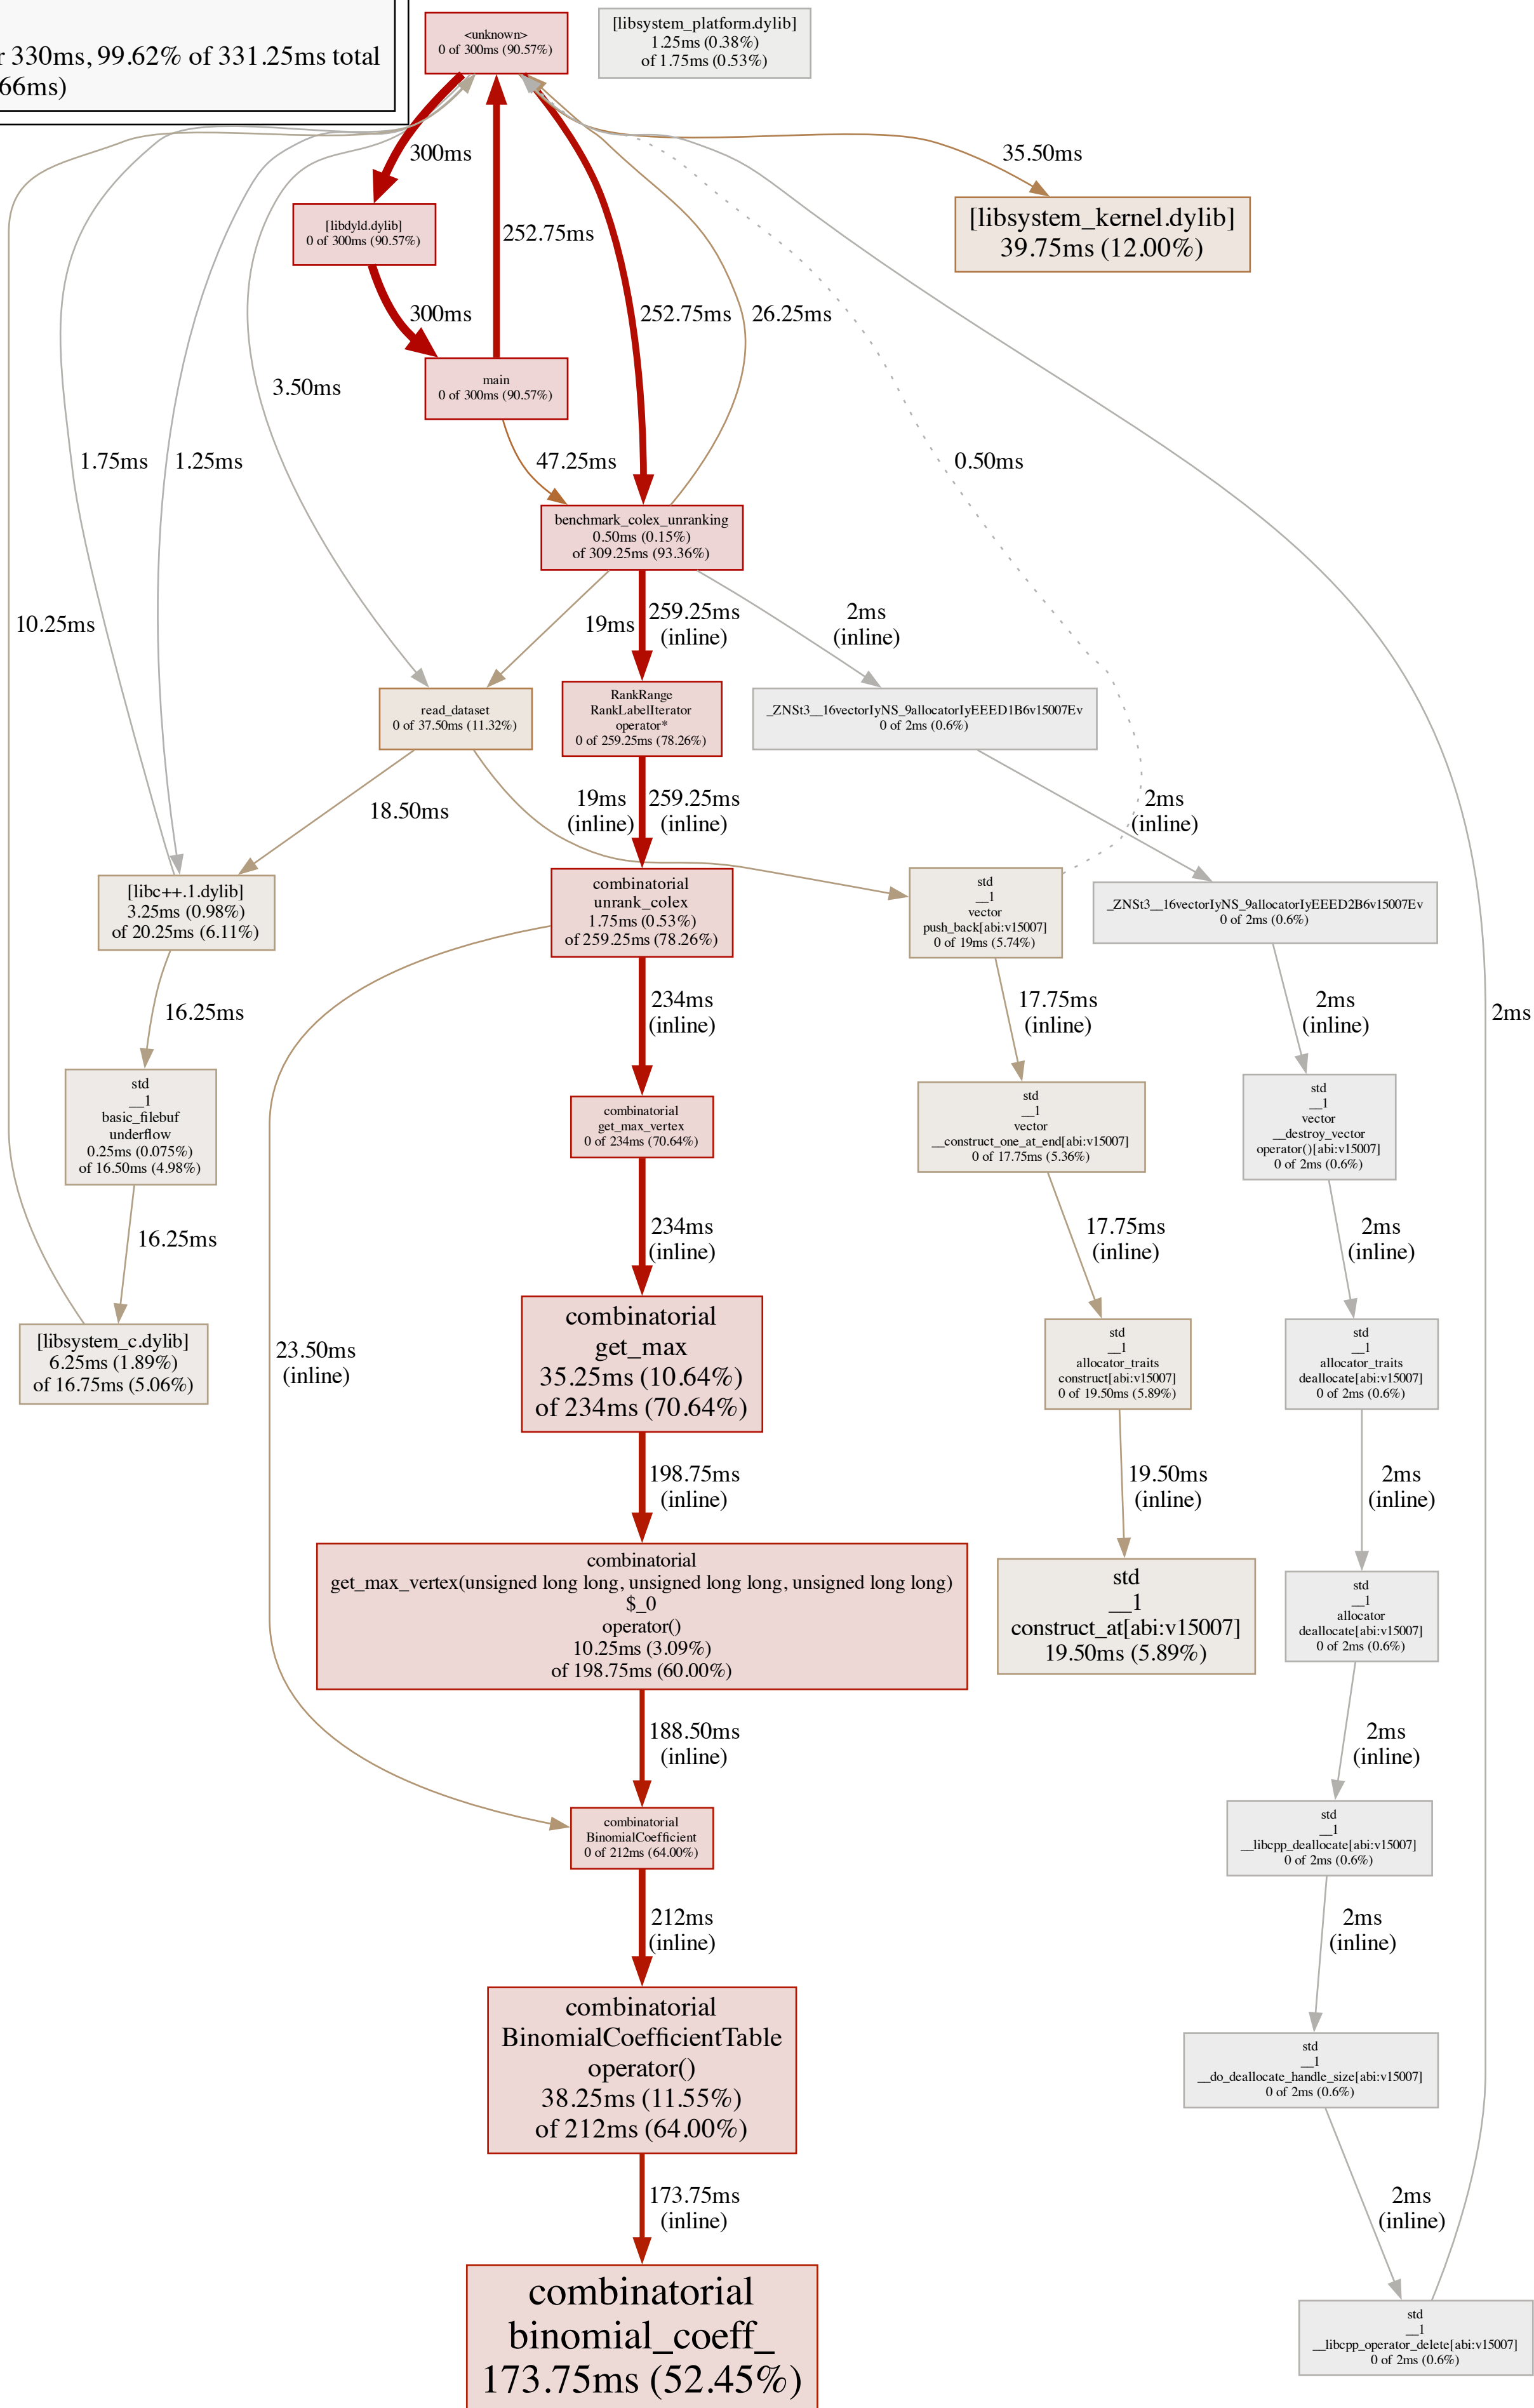 r 330ms, 99.62% of 331.25ms total
66ms)
<unknown>
0 of 300ms (90.57%)
[libsystem_platform.dylib]
1.25ms (0.38%)
of 1.75ms (0.53%)
300ms
35.50ms
[libdyld.dylib]
0 of 300ms (90.57%)
252.75ms
[libsystem_kernel.dylib]
39.75ms (12.00%)
300ms
252.75ms
26.25ms
main
0 of 300ms (90.57%)
3.50ms
1.75ms
1.25ms
47.25ms
0.50ms
benchmark_colex_unranking
0.50ms (0.15%)
of 309.25ms (93.36%)
10.25ms
19ms
259.25ms
(inline)
2ms
(inline)
read_dataset
0 of 37.50ms (11.32%)
RankRange
RankLabelIterator
operator*
0 of 259.25ms (78.26%)
_ZNSt3__16vectorIyNS_9allocatorIyEEED1B6v15007Ev
0 of 2ms (0.6%)
18.50ms
19ms
(inline)
259.25ms
(inline)
2ms
(inline)
[libc++.1.dylib]
3.25ms (0.98%)
of 20.25ms (6.11%)
combinatorial
unrank_colex
1.75ms (0.53%)
of 259.25ms (78.26%)
std
__1
vector
push_back[abi:v15007]
0 of 19ms (5.74%)
_ZNSt3__16vectorIyNS_9allocatorIyEEED2B6v15007Ev
0 of 2ms (0.6%)
16.25ms
234ms
(inline)
17.75ms
(inline)
2ms
(inline)
2ms
std
__1
basic_filebuf
underflow
0.25ms (0.075%)
of 16.50ms (4.98%)
combinatorial
get_max_vertex
0 of 234ms (70.64%)
std
__1
vector
__construct_one_at_end[abi:v15007]
0 of 17.75ms (5.36%)
std
__1
vector
__destroy_vector
operator()[abi:v15007]
0 of 2ms (0.6%)
16.25ms
234ms
(inline)
17.75ms
(inline)
2ms
(inline)
[libsystem_c.dylib]
6.25ms (1.89%)
of 16.75ms (5.06%)
23.50ms
(inline)
combinatorial
get_max
35.25ms (10.64%)
of 234ms (70.64%)
std
__1
allocator_traits
construct[abi:v15007]
0 of 19.50ms (5.89%)
std
__1
allocator_traits
deallocate[abi:v15007]
0 of 2ms (0.6%)
198.75ms
(inline)
19.50ms
(inline)
2ms
(inline)
combinatorial
get_max_vertex(unsigned long long, unsigned long long, unsigned long long)
$_0
operator()
10.25ms (3.09%)
of 198.75ms (60.00%)
std
__1
construct_at[abi:v15007]
19.50ms (5.89%)
std
__1
allocator
deallocate[abi:v15007]
0 of 2ms (0.6%)
188.50ms
(inline)
2ms
(inline)
combinatorial
BinomialCoefficient
0 of 212ms (64.00%)
std
__1
__libcpp_deallocate[abi:v15007]
0 of 2ms (0.6%)
212ms
(inline)
2ms
(inline)
combinatorial
BinomialCoefficientTable
operator()
38.25ms (11.55%)
of 212ms (64.00%)
std
__1
__do_deallocate_handle_size[abi:v15007]
0 of 2ms (0.6%)
173.75ms
(inline)
2ms
(inline)
combinatorial
binomial_coeff_
173.75ms (52.45%)
std
__1
__libcpp_operator_delete[abi:v15007]
0 of 2ms (0.6%)